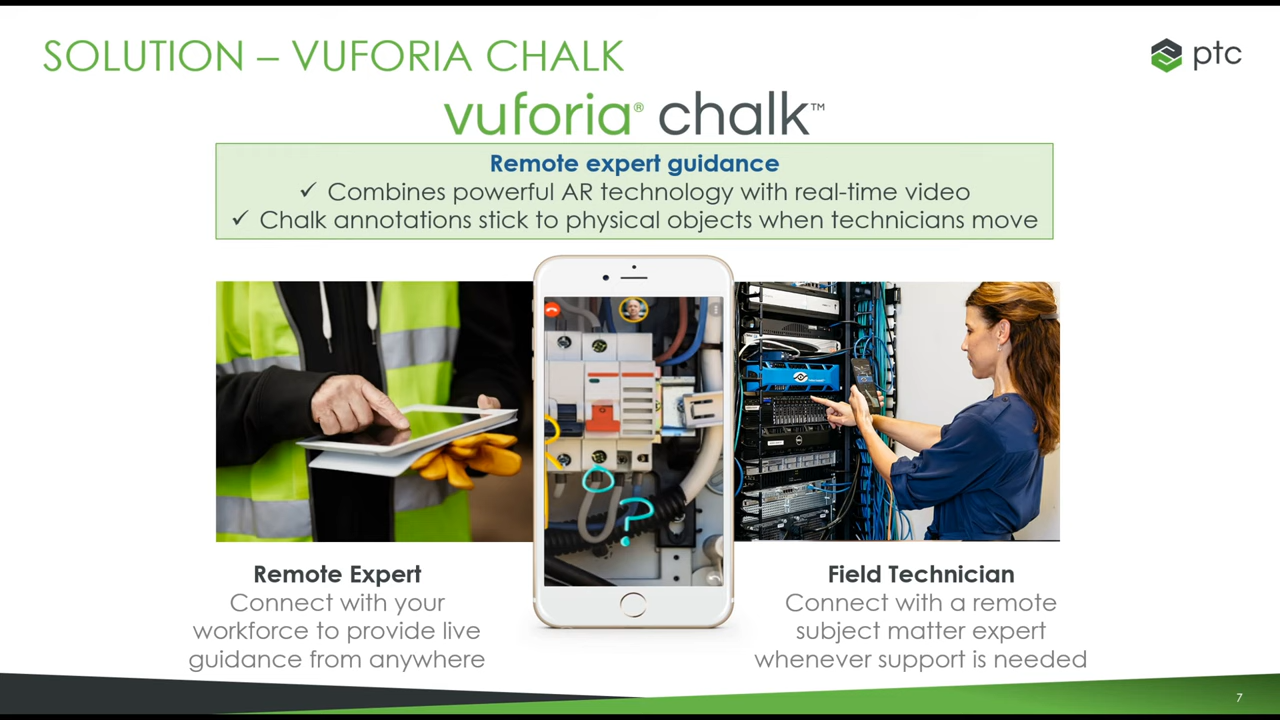 SOLUTION – VUFORIA CHALK
ptc
vuforia® chalk™
Remote expert guidance
✓ Combines powerful AR technology with real-time video
✓ Chalk annotations stick to physical objects when technicians move
?
Remote Expert
Connect with your
workforce to provide live
guidance from anywhere
Field Technician
Connect with a remote
subject matter expert
whenever support is needed
7